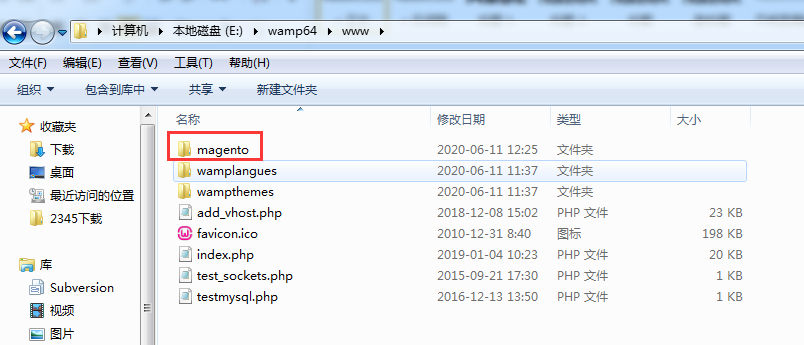 计算机 本地磁盘 (E:) wamp64 www
文件(F) 编辑(E) 查看(V) 工具(T) 帮助(H)
组织 包含到库中 共享 新建文件夹
收藏夹
下载
桌面
最近访问的位置
2345下载
库
Subversion
视频
图片
名称 修改日期 类型 大小
magento 2020-06-11 12:25 文件夹
wamplangues 2020-06-11 11:37 文件夹
wampthemes 2020-06-11 11:37 文件夹
add_vhost.php 2018-12-08 15:02 PHP 文件 23 KB
favicon.ico 2010-12-31 8:40 图标 198 KB
index.php 2019-01-04 10:23 PHP 文件 20 KB
test_sockets.php 2015-09-21 17:30 PHP 文件 1 KB
testmysql.php 2016-12-13 13:50 PHP 文件 1 KB